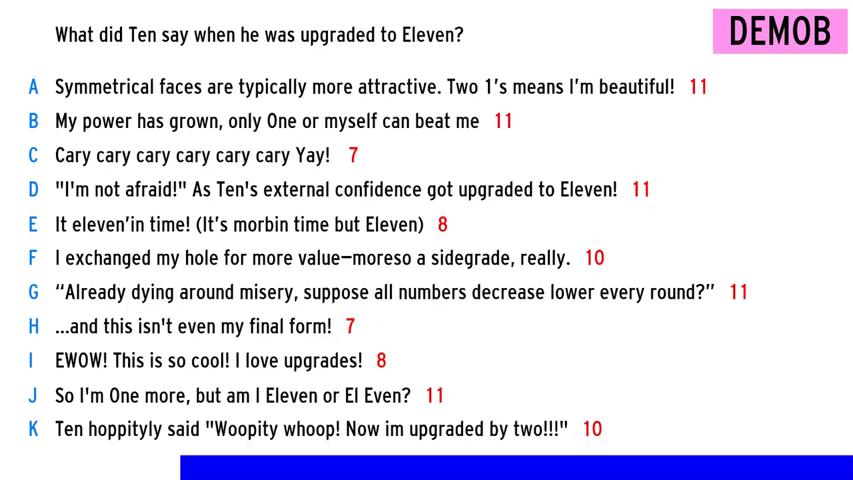 What did Ten say when he was upgraded to Eleven?
DEMOB
A Symmetrical faces are typically more attractive. Two 1's means I'm beautiful! 11
B My power has grown, only One or myself can beat me 11
C Cary cary cary cary cary cary Yay! 7
D "I'm not afraid!" As Ten's external confidence got upgraded to Eleven! 11
E It eleven'in time! (It's morbin time but Eleven) 8
F I exchanged my hole for more value—moreso a sidegrade, really. 10
G “Already dying around misery, suppose all numbers decrease lower every round?” 11
H ...and this isn't even my final form! 7
I EWOW! This is so cool! I love upgrades! 8
J So I'm One more, but am I Eleven or El Even? 11
K Ten hoppityly said "Woopity whoop! Now im upgraded by two!!!" 10